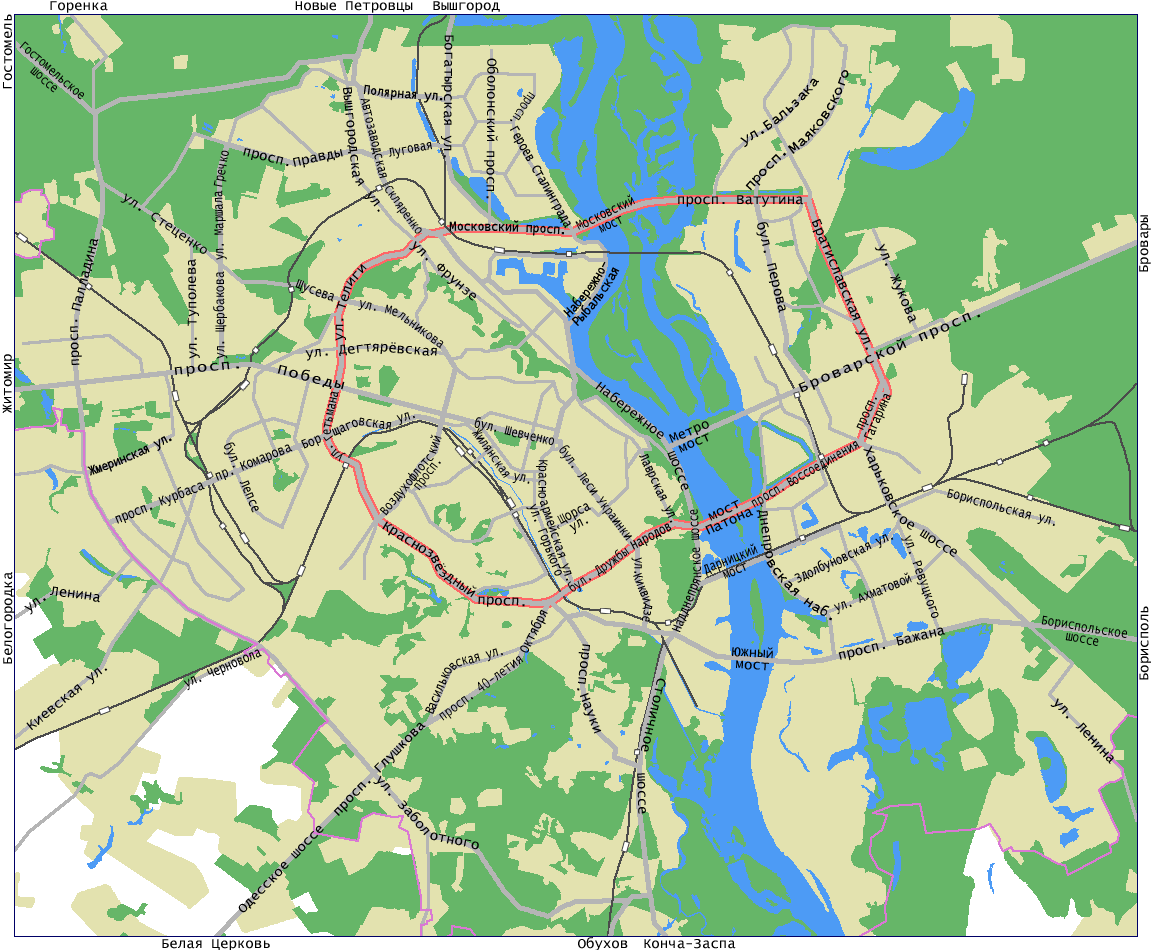 Горенка
Новые Петровцы
Вышгород
Гостомель
Гостомельское
шоссе
Богатырская ул.
Полярная ул.
Оболонский просп.
просп.
Героев Сталинграда
Вышгородская ул.
Автозаводская
Скляренко
Луговая
просп. Правды
ул. Бальзака
просп. Маяковского
ул. Стеценко
ул. Маршала Гречко
ул. Щербакова
ул. Туполева
просп. Палладина
Московский просп.
Московский
мост
просп. Ватутина
Братиславская ул.
бул. Перова
ул. Жукова
Бровары
ул. Фрунзе
ул. Телиги
Щусева
ул. Мельникова
Набережно-
Рыбальская
ул. Дегтярёвская
Житомир
просп. Победы
Броварской просп.
Набережное
шоссе
Метро
мост
просп.
Гагарина
ул. Борщаговская ул.
Гетьмана
бул. Шевченко
Жилянская ул.
Воздухофлотский
просп.
Жмеринская ул.
бул. Лепсе
просп. Курбаса
пр. Комарова
бул. Леси Украинки
Лаврская ул.
Красноармейская ул.
ул. Горького
ул. Щорса
просп. Воссоединения
мост
Патона
Харьковское шоссе
Бориспольская ул.
Краснозвёздный просп.
бул. Дружбы Народов
ул. Киквидзе
Надднепрянское шоссе
Дарницкий
мост
Днепровская наб.
Здолбуновская ул.
ул. Ахматовой
ул. Ревуцкого
Белогородка
ул. Ленина
Киевская ул.
ул. Черновола
Васильковская ул.
просп. 40-летия Октября
просп. Науки
Южный
мост
просп. Бажана
Бориспольское
шоссе
Борисполь
Столичное шоссе
ул. Ленина
просп. Глушкова
ул. Заболотного
Одесское шоссе
Белая Церковь
Обухов
Конча-Заспа